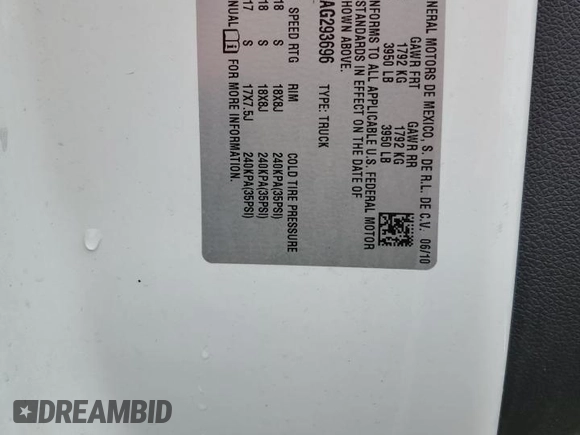 NERAL MOTORS DE MEXICO, S. DE R.L. DE C.V. 06/10
GAWR FRT GAWR RR
1792 KG 1792 KG
3950 LB 3950 LB
NFORMS TO ALL APPLICABLE U.S. FEDERAL MOTOR
STANDARDS IN EFFECT ON THE DATE OF
HOWN ABOVE.
AG293696 TYPE: TRUCK
SPEED RTG RIM COLD TIRE PRESSURE
18 S 18X8J 240KPA(35PSI)
18 S 18X8J 240KPA(35PSI)
17 S 17X7.5J 240KPA(35PSI)
NUAL FOR MORE INFORMATION.
DREAMBID